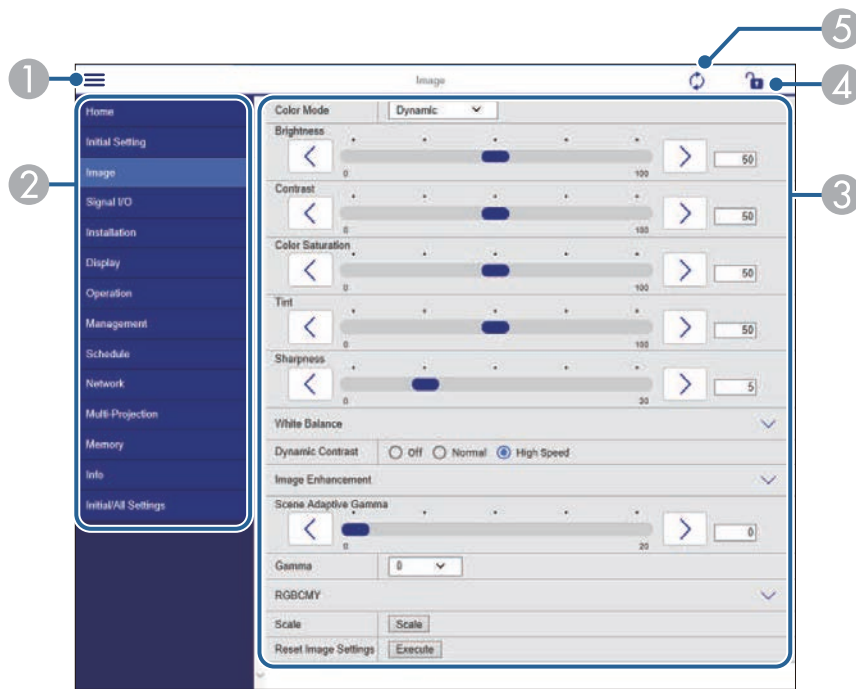 5
1
Image
4
Home
Initial Setting
Image
Signal I/O
Installation
Display
Operation
Management
Schedule
Network
Multi-Projection
Memory
Info
Initial/All Settings
2
Color Mode Dynamic
Brightness
0 100 50
Contrast
0 100 50
Color Saturation
0 100 50
Tint
0 100 50
Sharpness
0 20 5
White Balance
Dynamic Contrast Off Normal High Speed
Image Enhancement
Scene Adaptive Gamma
0 20 0
Gamma 0
RGBCMY
Scale Scale
Reset Image Settings Execute
3